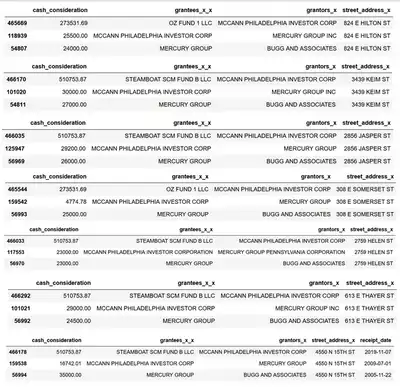 cash_consideration grantees_x_x grantors_x street_address_x
465669 273531.69 OZ FUND 1 LLC MCCANN PHILADELPHIA INVESTOR CORP 824 E HILTON ST
118939 25500.00 MCCANN PHILADELPHIA INVESTOR CORP MERCURY GROUP INC 824 E HILTON ST
54807 24000.00 MERCURY GROUP BUGG AND ASSOCIATES 824 E HILTON ST
cash_consideration grantees_x_x grantors_x street_address_x
466170 510753.87 STEAMBOAT SCM FUND B LLC MCCANN PHILADELPHIA INVESTOR CORP 3439 KEIM ST
101020 30000.00 MCCANN PHILADELPHIA INVESTOR CORP MERCURY GROUP INC 3439 KEIM ST
54811 27000.00 MERCURY GROUP BUGG AND ASSOCIATES 3439 KEIM ST
cash_consideration grantees_x_x grantors_x street_address_x
466035 510753.87 STEAMBOAT SCM FUND B LLC MCCANN PHILADELPHIA INVESTOR CORP 2856 JASPER ST
125947 29200.00 MCCANN PHILADELPHIA INVESTOR CORP MERCURY GROUP 2856 JASPER ST
56969 26000.00 MERCURY GROUP BUGG AND ASSOCIATES 2856 JASPER ST
cash_consideration grantees_x_x grantors_x street_address_x
465544 273531.69 OZ FUND 1 LLC MCCANN PHILADELPHIA INVESTOR CORP 308 E SOMERSET ST
159542 4774.78 MCCANN PHILADELPHIA INVESTOR CORP MERCURY GROUP 308 E SOMERSET ST
56993 25000.00 MERCURY GROUP BUGG AND ASSOCIATES 308 E SOMERSET ST
cash_consideration grantees_x_x grantors_x street_address_x
466033 510753.87 STEAMBOAT SCM FUND B LLC MCCANN PHILADELPHIA INVESTOR CORP 2759 HELEN ST
117553 23000.00 MCCANN PHILADELPHIA INVESTOR CORPORATION MERCURY GROUP PENNSYLVANIA CORPORATION 2759 HELEN ST
56970 23000.00 MERCURY GROUP BUGG AND ASSOCIATES 2759 HELEN ST
cash_consideration grantees_x_x grantors_x street_address_x
466292 510753.87 STEAMBOAT SCM FUND B LLC MCCANN PHILADELPHIA INVESTOR CORP 613 E THAYER ST
101021 29000.00 MCCANN PHILADELPHIA INVESTOR CORP MERCURY GROUP INC 613 E THAYER ST
56992 24500.00 MERCURY GROUP BUGG AND ASSOCIATES 613 E THAYER ST
cash_consideration grantees_x_x grantors_x street_address_x receipt_date
466178 510753.87 STEAMBOAT SCM FUND B LLC MCCANN PHILADELPHIA INVESTOR CORP 4550 N 15TH ST 2019-11-07
159538 16742.01 MCCANN PHILADELPHIA INVESTOR CORP MERCURY GROUP 4550 N 15TH ST 2009-07-01
56994 35000.00 MERCURY GROUP BUGG AND ASSOCIATES 4550 N 15TH ST 2005-11-22